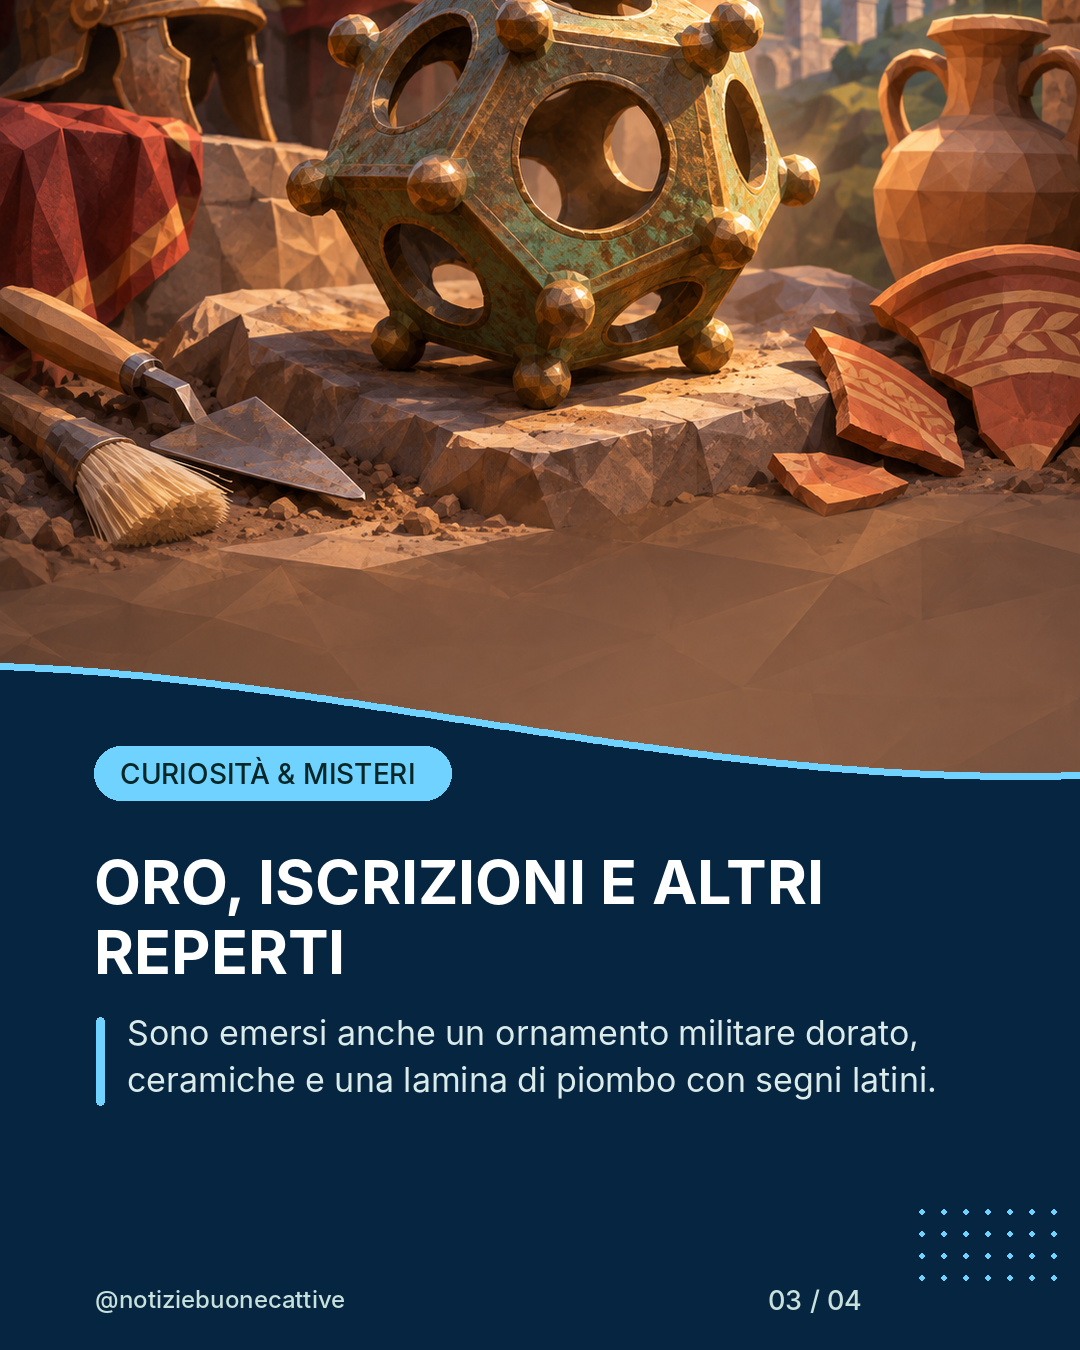 CURIOSITÀ & MISTERI
ORO, ISCRIZIONI E ALTRI
REPERTI
Sono emersi anche un ornamento militare dorato,
ceramiche e una lamina di piombo con segni latini.
@notiziebuonecattive
03 / 04